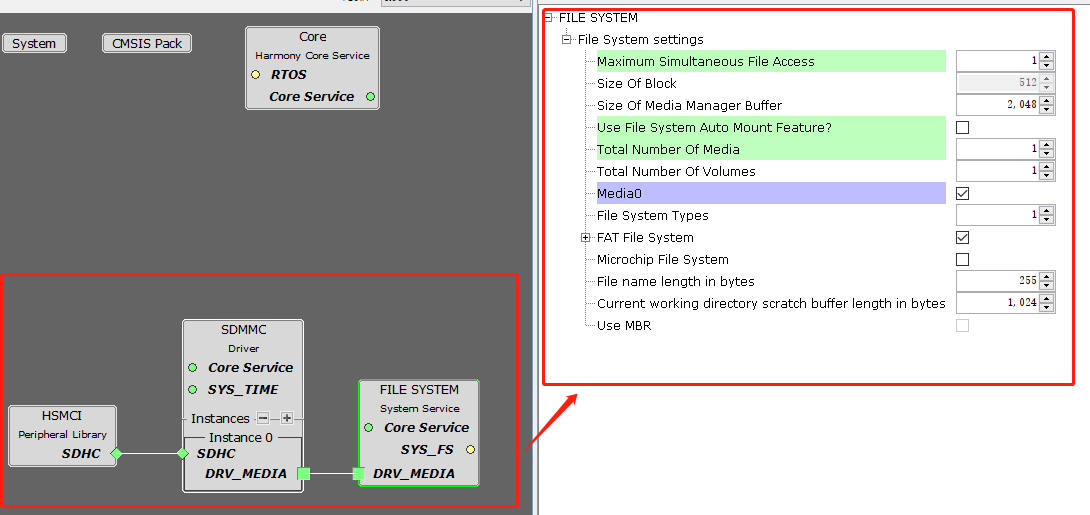 System
CMSIS Pack
Core
Harmony Core Service
RTOS
Core Service
SDMMC
Driver
Core Service
SYS_TIME
Instances
Instance 0
SDHC
DRV_MEDIA
HSMCI
Peripheral Library
SDHC
FILE SYSTEM
System Service
Core Service
SYS_FS
DRV_MEDIA
FILE SYSTEM
File System settings
Maximum Simultaneous File Access 1
Size Of Block 512
Size Of Media Manager Buffer 2,048
Use File System Auto Mount Feature?
Total Number Of Media 1
Total Number Of Volumes 1
Media0
File System Types 1
FAT File System
Microchip File System
File name length in bytes 255
Current working directory scratch buffer length in bytes 1,024
Use MBR